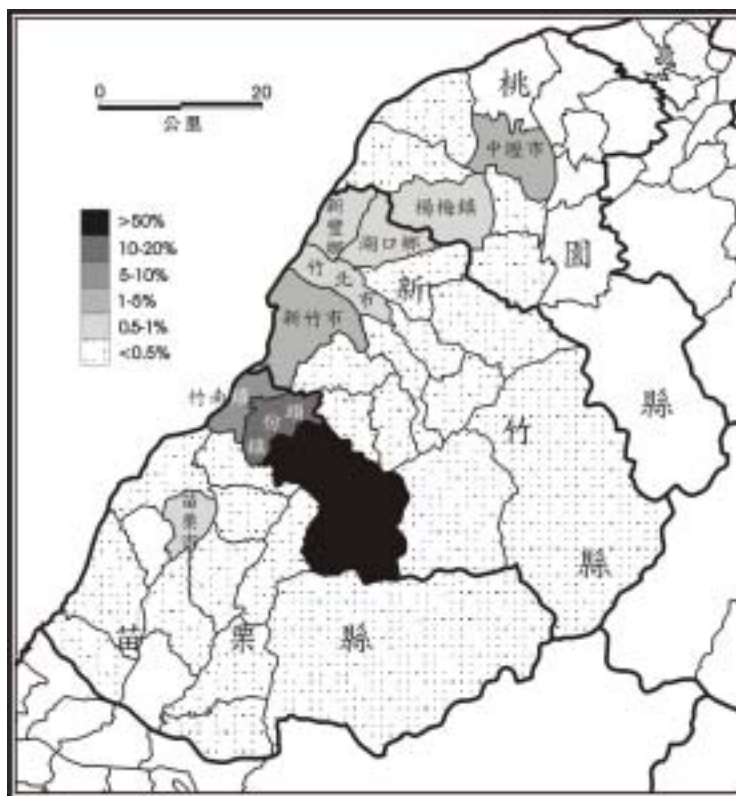 0 20
公里
>50%
10-20%
5-10%
1-5%
0.5-1%
<0.5%
桃
園
縣
中壢市
楊梅鎮
新豐鄉
湖口鄉
竹北市
新竹市
新
竹
縣
竹南鎮
頭份鎮
苗栗市
苗
栗
縣